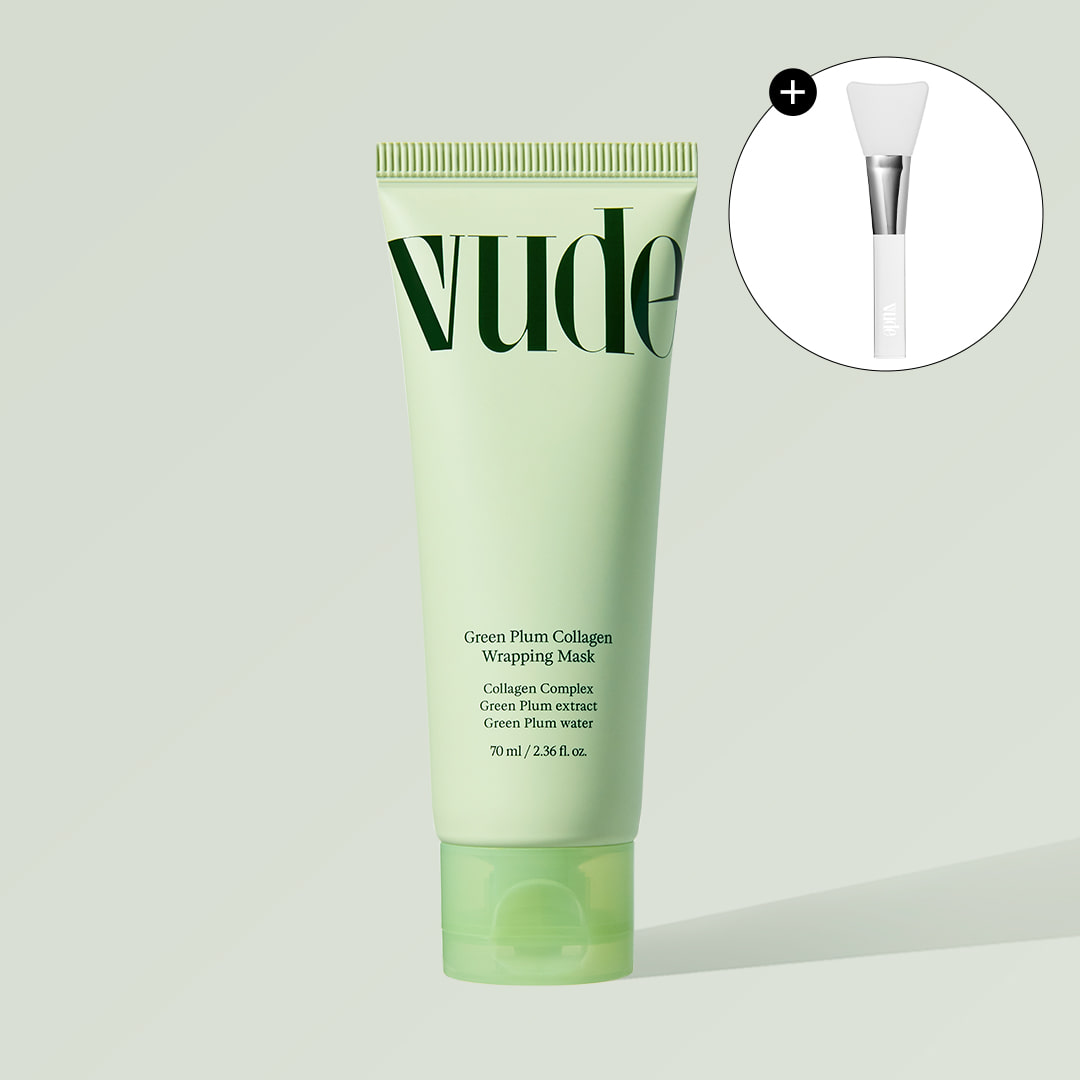 vude
Green Plum Collagen
Wrapping Mask
Collagen Complex
Green Plum extract
Green Plum water
70 ml / 2.36 fl. oz.
+
vude